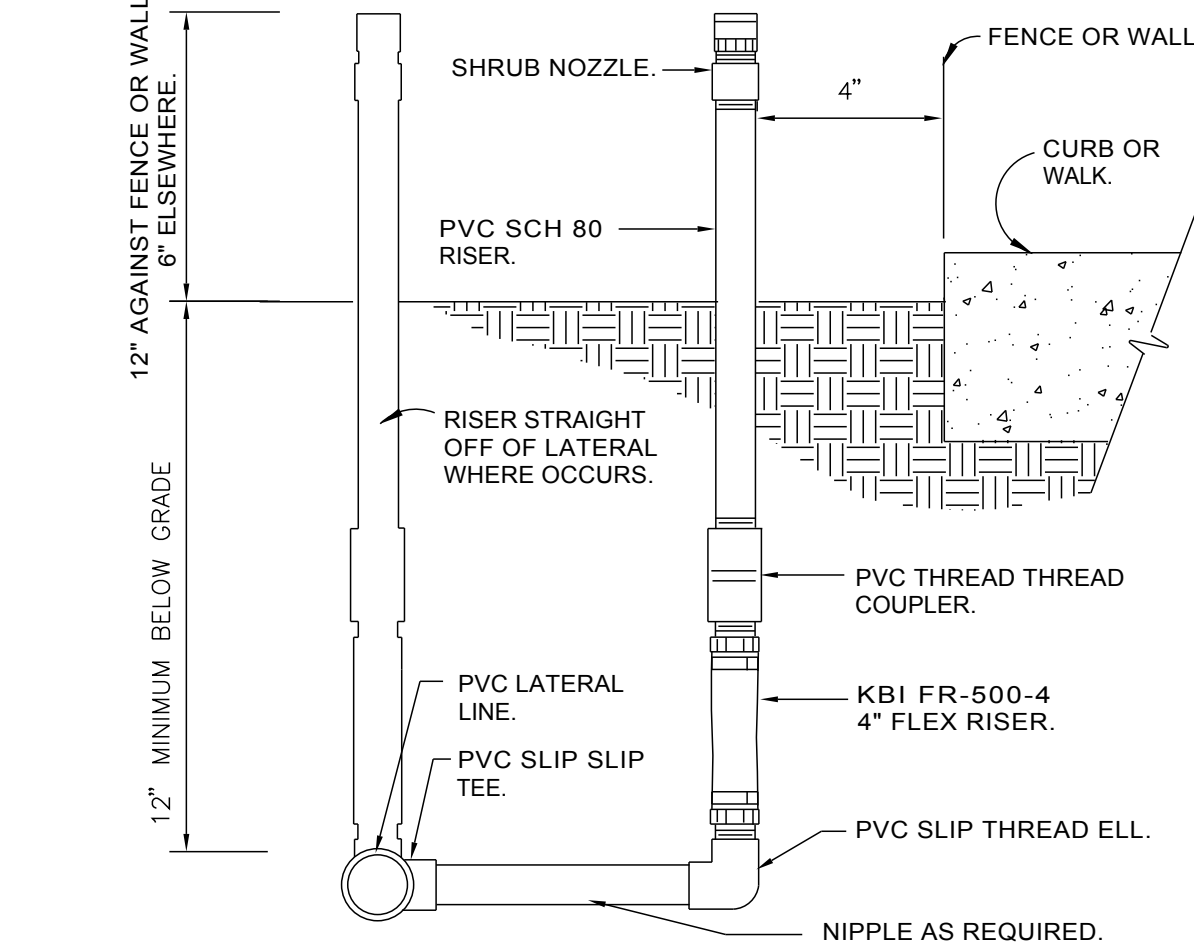 12" AGAINST FENCE OR WALL
6" ELSEWHERE.
SHRUB NOZZLE.
FENCE OR WALL
4”
CURB OR
WALK.
PVC SCH 80
RISER.
RISER STRAIGHT
OFF OF LATERAL
WHERE OCCURS.
12” MINIMUM BELOW GRADE
PVC THREAD THREAD
COUPLER.
PVC LATERAL
LINE.
KBI FR-500-4
4" FLEX RISER.
PVC SLIP SLIP
TEE.
PVC SLIP THREAD ELL.
NIPPLE AS REQUIRED.